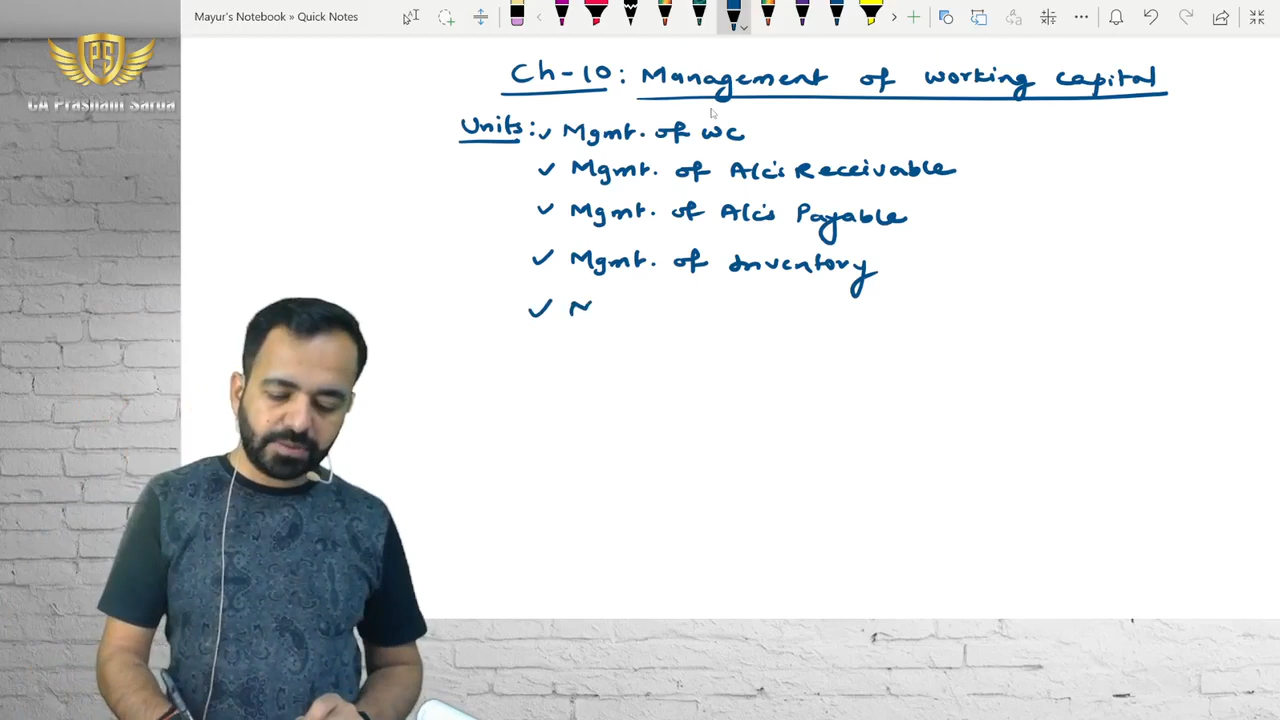 Mayur's Notebook » Quick Notes
PS
CA Prashant Sarda
Ch-10: Management of working capital
Units: ✓ Mgmt. of WC
✓ Mgmt. of A/c's Receivable
✓ Mgmt. of A/c's Payable
✓ Mgmt. of Inventory
✓ M